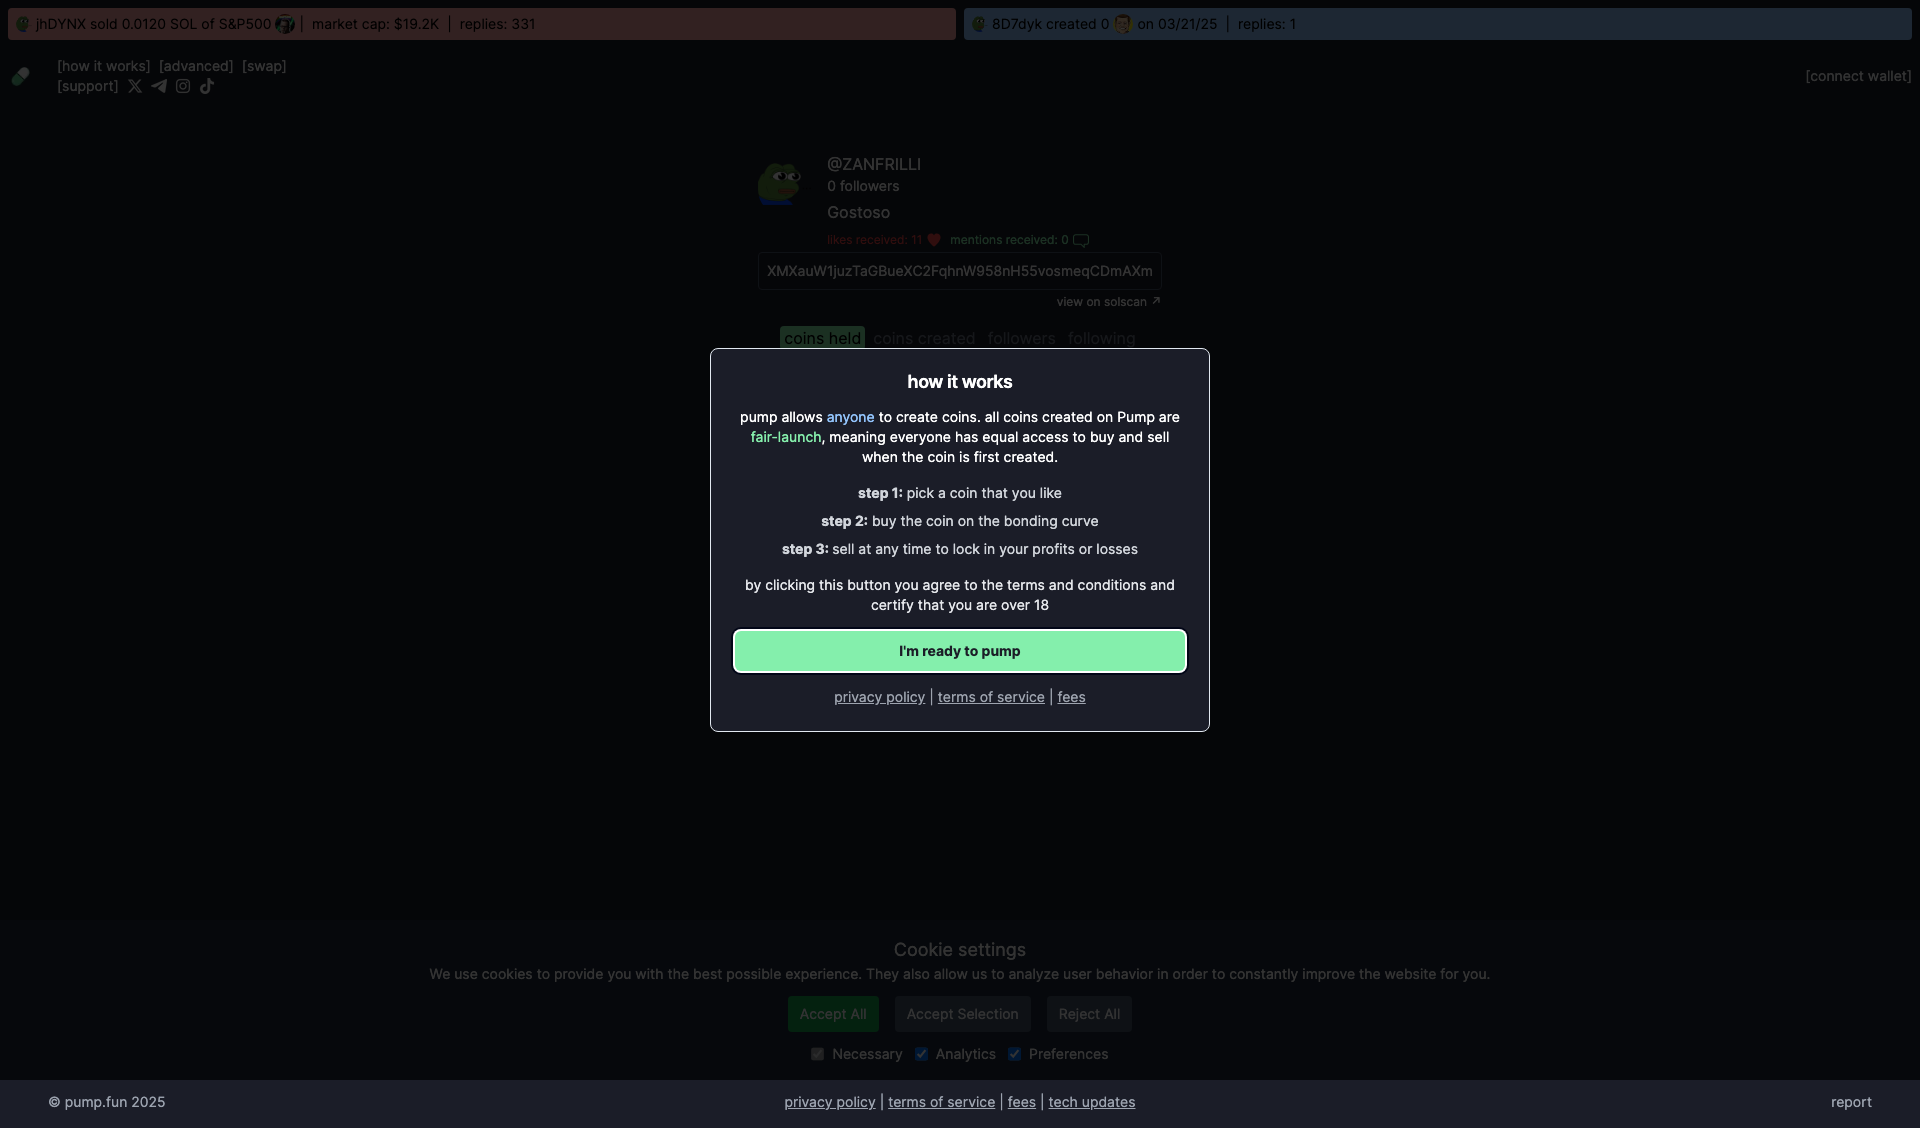 jhDYNX sold 0.0120 SOL of S&P500 | market cap: $19.2K | replies: 331
8D7dyk created 0 on 03/21/25 | replies: 1
[how it works] [advanced] [swap]
[support]
[connect wallet]
@ZANFRILLI
0 followers
Gostoso
likes received: 11 mentions received: 0
XMXauW1juzTaGBueXC2FqhnW958nH55vosmeqCDmAXm
view on solscan ↗
coins held coins created followers following
how it works
pump allows anyone to create coins. all coins created on Pump are
fair-launch, meaning everyone has equal access to buy and sell
when the coin is first created.
step 1: pick a coin that you like
step 2: buy the coin on the bonding curve
step 3: sell at any time to lock in your profits or losses
by clicking this button you agree to the terms and conditions and
certify that you are over 18
I'm ready to pump
privacy policy | terms of service | fees
Cookie settings
We use cookies to provide you with the best possible experience. They also allow us to analyze user behavior in order to constantly improve the website for you.
Accept All Accept Selection Reject All
Necessary Analytics Preferences
© pump.fun 2025
privacy policy | terms of service | fees | tech updates
report